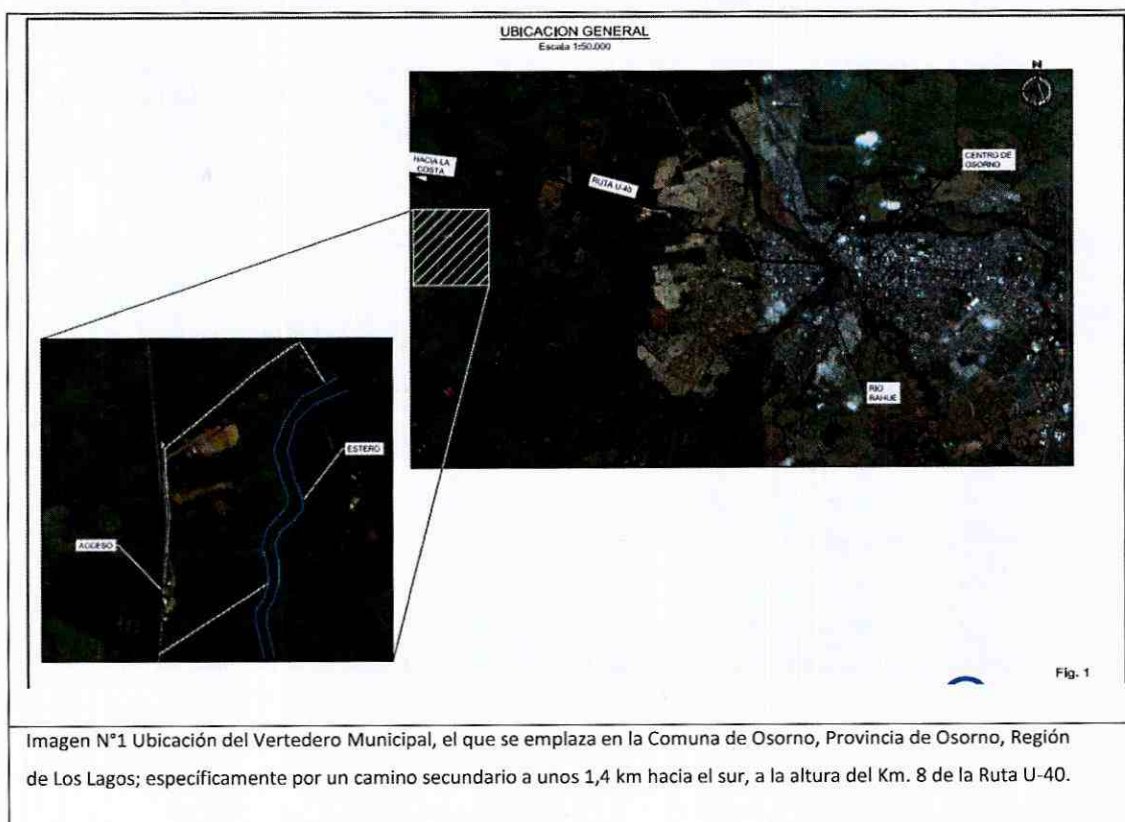 UBICACION GENERAL
Escala 1:50.000
N
HACIA LA
COSTA
RUTA U-40
CENTRO DE
OSORNO
RIO
RAHUE
ESTERO
ACCESO
Fig. 1
Imagen N°1 Ubicación del Vertedero Municipal, el que se emplaza en la Comuna de Osorno, Provincia de Osorno, Región
de Los Lagos; específicamente por un camino secundario a unos 1,4 km hacia el sur, a la altura del Km. 8 de la Ruta U-40.